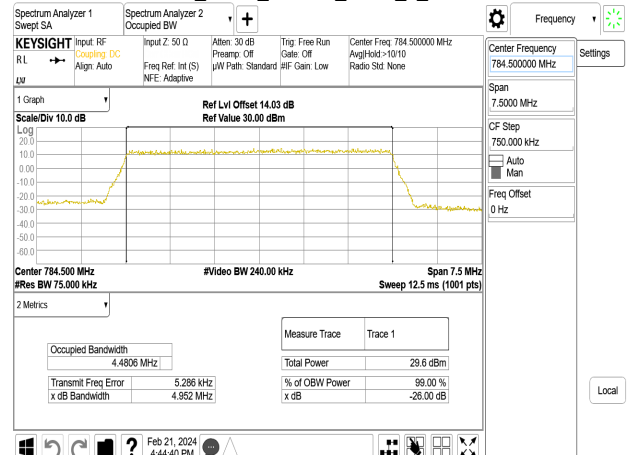 Spectrum Analyzer 1
Swept SA
Spectrum Analyzer 2
Occupied BW
Frequency
KEYSIGHT
R L
Input: RF
Coupling: DC
Align: Auto
Input Z: 50 Ω
Freq Ref: Int (S)
NFE: Adaptive
Atten: 30 dB
Preamp: Off
µW Path: Standard
Trig: Free Run
Gate: Off
#IF Gain: Low
Center Freq: 784.500000 MHz
Avg|Hold:>10/10
Radio Std: None
Center Frequency
784.500000 MHz
Settings
Span
7.5000 MHz
CF Step
750.000 kHz
Auto
Man
Freq Offset
0 Hz
Local
1 Graph
Scale/Div 10.0 dB
Ref Lvl Offset 14.03 dB
Ref Value 30.00 dBm
Log
20.0
10.0
0.00
-10.0
-20.0
-30.0
-40.0
-50.0
-60.0
Center 784.500 MHz
#Video BW 240.00 kHz
Span 7.5 MHz
#Res BW 75.000 kHz
Sweep 12.5 ms (1001 pts)
2 Metrics
Occupied Bandwidth
4.4806 MHz
Transmit Freq Error 5.286 kHz
x dB Bandwidth 4.952 MHz
Measure Trace Trace 1
Total Power 29.6 dBm
% of OBW Power 99.00 %
x dB -26.00 dB
?
Feb 21, 2024
4:44:40 PM